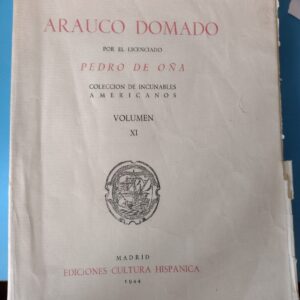 ARAUCO DOMADO
POR EL LICENCIADO
PEDRO DE OÑA
COLECCION DE INCUNABLES
AMERICANOS
VOLUMEN
XI
MADRID
EDICIONES CULTURA HISPANICA
1944